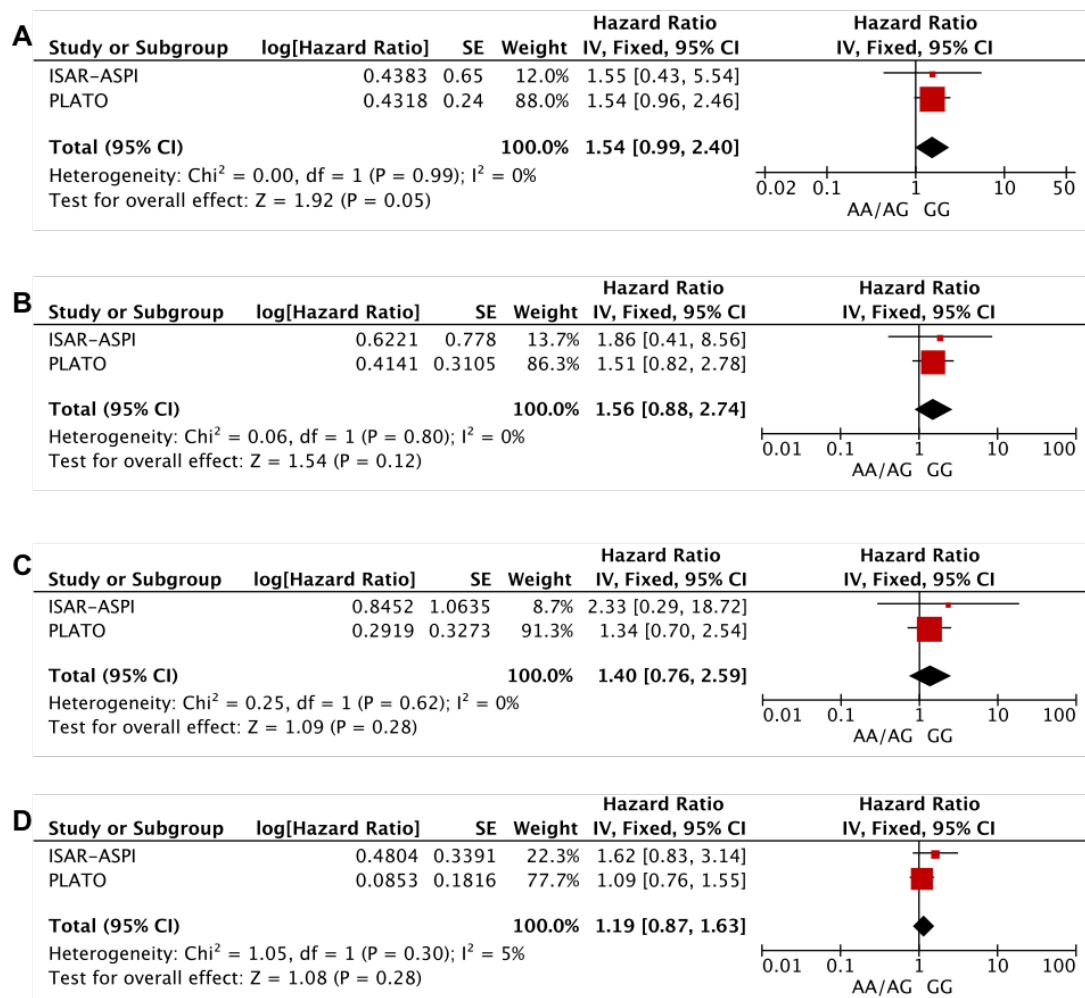 A
Hazard Ratio Hazard Ratio
Study or Subgroup log[Hazard Ratio] SE Weight IV, Fixed, 95% CI IV, Fixed, 95% CI
ISAR-ASPI 0.4383 0.65 12.0% 1.55 [0.43, 5.54]
PLATO 0.4318 0.24 88.0% 1.54 [0.96, 2.46]
Total (95% CI) 100.0% 1.54 [0.99, 2.40]
Heterogeneity: Chi² = 0.00, df = 1 (P = 0.99); I² = 0%
Test for overall effect: Z = 1.92 (P = 0.05)
0.02 0.1 1 10 50
AA/AG GG
B
Hazard Ratio Hazard Ratio
Study or Subgroup log[Hazard Ratio] SE Weight IV, Fixed, 95% CI IV, Fixed, 95% CI
ISAR-ASPI 0.6221 0.778 13.7% 1.86 [0.41, 8.56]
PLATO 0.4141 0.3105 86.3% 1.51 [0.82, 2.78]
Total (95% CI) 100.0% 1.56 [0.88, 2.74]
Heterogeneity: Chi² = 0.06, df = 1 (P = 0.80); I² = 0%
Test for overall effect: Z = 1.54 (P = 0.12)
0.01 0.1 1 10 100
AA/AG GG
C
Hazard Ratio Hazard Ratio
Study or Subgroup log[Hazard Ratio] SE Weight IV, Fixed, 95% CI IV, Fixed, 95% CI
ISAR-ASPI 0.8452 1.0635 8.7% 2.33 [0.29, 18.72]
PLATO 0.2919 0.3273 91.3% 1.34 [0.70, 2.54]
Total (95% CI) 100.0% 1.40 [0.76, 2.59]
Heterogeneity: Chi² = 0.25, df = 1 (P = 0.62); I² = 0%
Test for overall effect: Z = 1.09 (P = 0.28)
0.01 0.1 1 10 100
AA/AG GG
D
Hazard Ratio Hazard Ratio
Study or Subgroup log[Hazard Ratio] SE Weight IV, Fixed, 95% CI IV, Fixed, 95% CI
ISAR-ASPI 0.4804 0.3391 22.3% 1.62 [0.83, 3.14]
PLATO 0.0853 0.1816 77.7% 1.09 [0.76, 1.55]
Total (95% CI) 100.0% 1.19 [0.87, 1.63]
Heterogeneity: Chi² = 1.05, df = 1 (P = 0.30); I² = 5%
Test for overall effect: Z = 1.08 (P = 0.28)
0.01 0.1 1 10 100
AA/AG GG